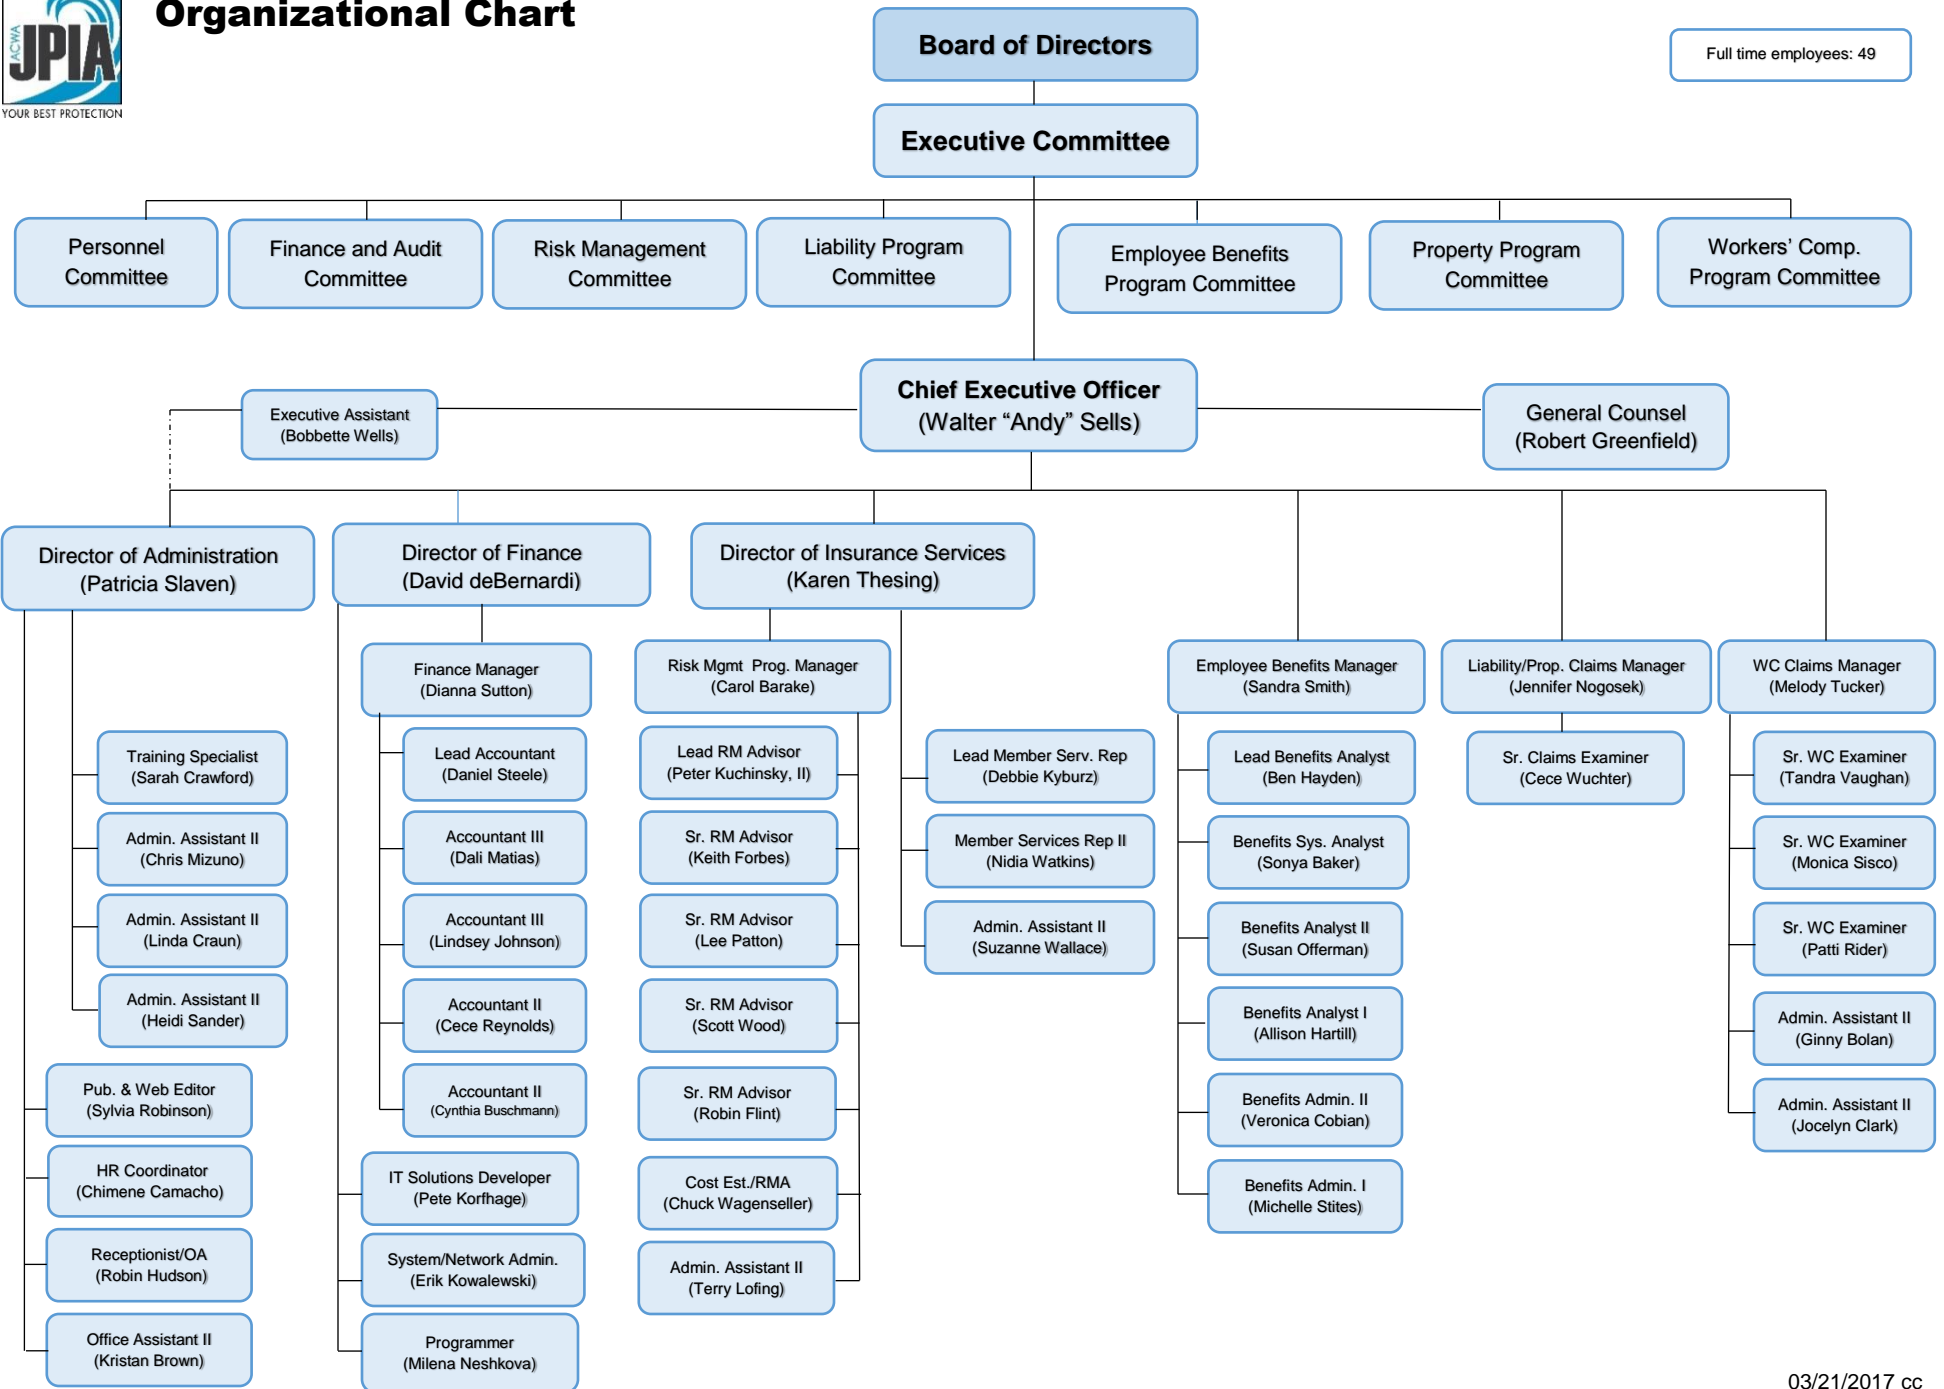 Organizational Chart
ACWA
JPIA
YOUR BEST PROTECTION
Board of Directors
Full time employees: 49
Executive Committee
Personnel
Committee
Finance and Audit
Committee
Risk Management
Committee
Liability Program
Committee
Employee Benefits
Program Committee
Property Program
Committee
Workers’ Comp.
Program Committee
Chief Executive Officer
(Walter “Andy” Sells)
Executive Assistant
(Bobbette Wells)
General Counsel
(Robert Greenfield)
Director of Administration
(Patricia Slaven)
Director of Finance
(David deBernardi)
Director of Insurance Services
(Karen Thesing)
Training Specialist
(Sarah Crawford)
Admin. Assistant II
(Chris Mizuno)
Admin. Assistant II
(Linda Craun)
Admin. Assistant II
(Heidi Sander)
Pub. & Web Editor
(Sylvia Robinson)
HR Coordinator
(Chimene Camacho)
Receptionist/OA
(Robin Hudson)
Office Assistant II
(Kristan Brown)
Finance Manager
(Dianna Sutton)
Lead Accountant
(Daniel Steele)
Accountant III
(Dali Matias)
Accountant III
(Lindsey Johnson)
Accountant II
(Cece Reynolds)
Accountant II
(Cynthia Buschmann)
IT Solutions Developer
(Pete Korfhage)
System/Network Admin.
(Erik Kowalewski)
Programmer
(Milena Neshkova)
Risk Mgmt Prog. Manager
(Carol Barake)
Lead RM Advisor
(Peter Kuchinsky, II)
Sr. RM Advisor
(Keith Forbes)
Sr. RM Advisor
(Lee Patton)
Sr. RM Advisor
(Scott Wood)
Sr. RM Advisor
(Robin Flint)
Cost Est./RMA
(Chuck Wagenseller)
Admin. Assistant II
(Terry Lofing)
Lead Member Serv. Rep
(Debbie Kyburz)
Member Services Rep II
(Nidia Watkins)
Admin. Assistant II
(Suzanne Wallace)
Employee Benefits Manager
(Sandra Smith)
Lead Benefits Analyst
(Ben Hayden)
Benefits Sys. Analyst
(Sonya Baker)
Benefits Analyst II
(Susan Offerman)
Benefits Analyst I
(Allison Hartill)
Benefits Admin. II
(Veronica Cobian)
Benefits Admin. I
(Michelle Stites)
Liability/Prop. Claims Manager
(Jennifer Nogosek)
Sr. Claims Examiner
(Cece Wuchter)
WC Claims Manager
(Melody Tucker)
Sr. WC Examiner
(Tandra Vaughan)
Sr. WC Examiner
(Monica Sisco)
Sr. WC Examiner
(Patti Rider)
Admin. Assistant II
(Ginny Bolan)
Admin. Assistant II
(Jocelyn Clark)
03/21/2017 cc